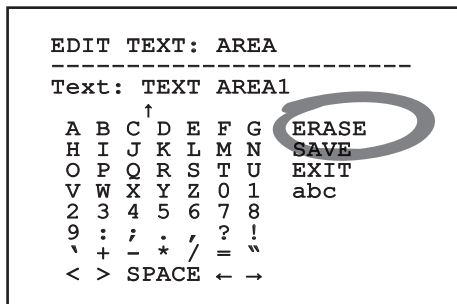 EDIT TEXT: AREA
------------------------
Text: TEXT AREA1
↑
A B C D E F G ERASE
H I J K L M N SAVE
O P Q R S T U EXIT
V W X Y Z 0 1 abc
2 3 4 5 6 7 8
9 : ; . , ? !
‘ + - * / = “
< > SPACE ← →